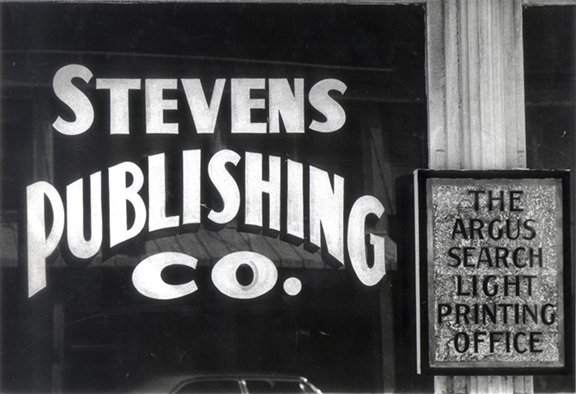 STEVENS
PUBLISHING
CO.
THE
ARGUS
SEARCH
LIGHT
PRINTING
OFFICE